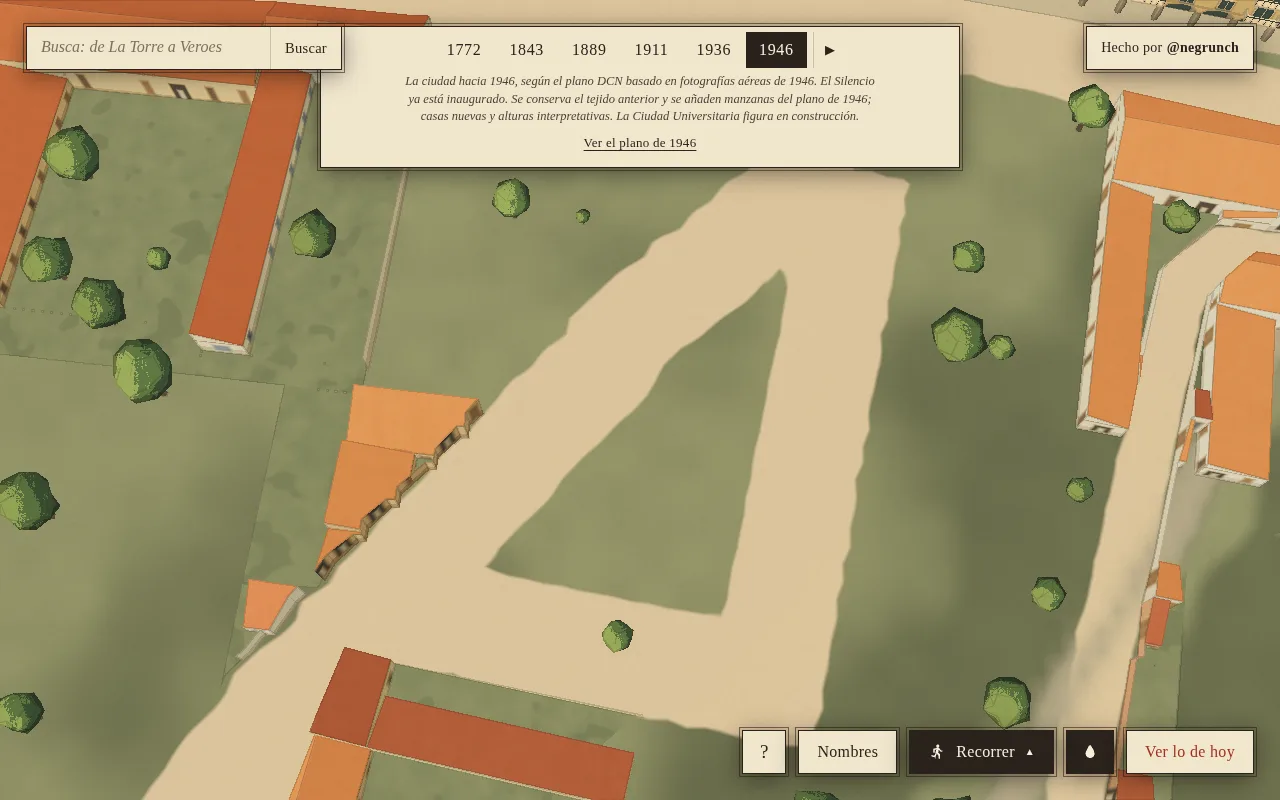 Busca: de La Torre a Veroes
Buscar
1772 1843 1889 1911 1936 1946 ▶
La ciudad hacia 1946, según el plano DCN basado en fotografías aéreas de 1946. El Silencio
ya está inaugurado. Se conserva el tejido anterior y se añaden manzanas del plano de 1946;
casas nuevas y alturas interpretativas. La Ciudad Universitaria figura en construcción.
Ver el plano de 1946
Hecho por @negrunch
?
Nombres
Recorrer ▲
Ver lo de hoy